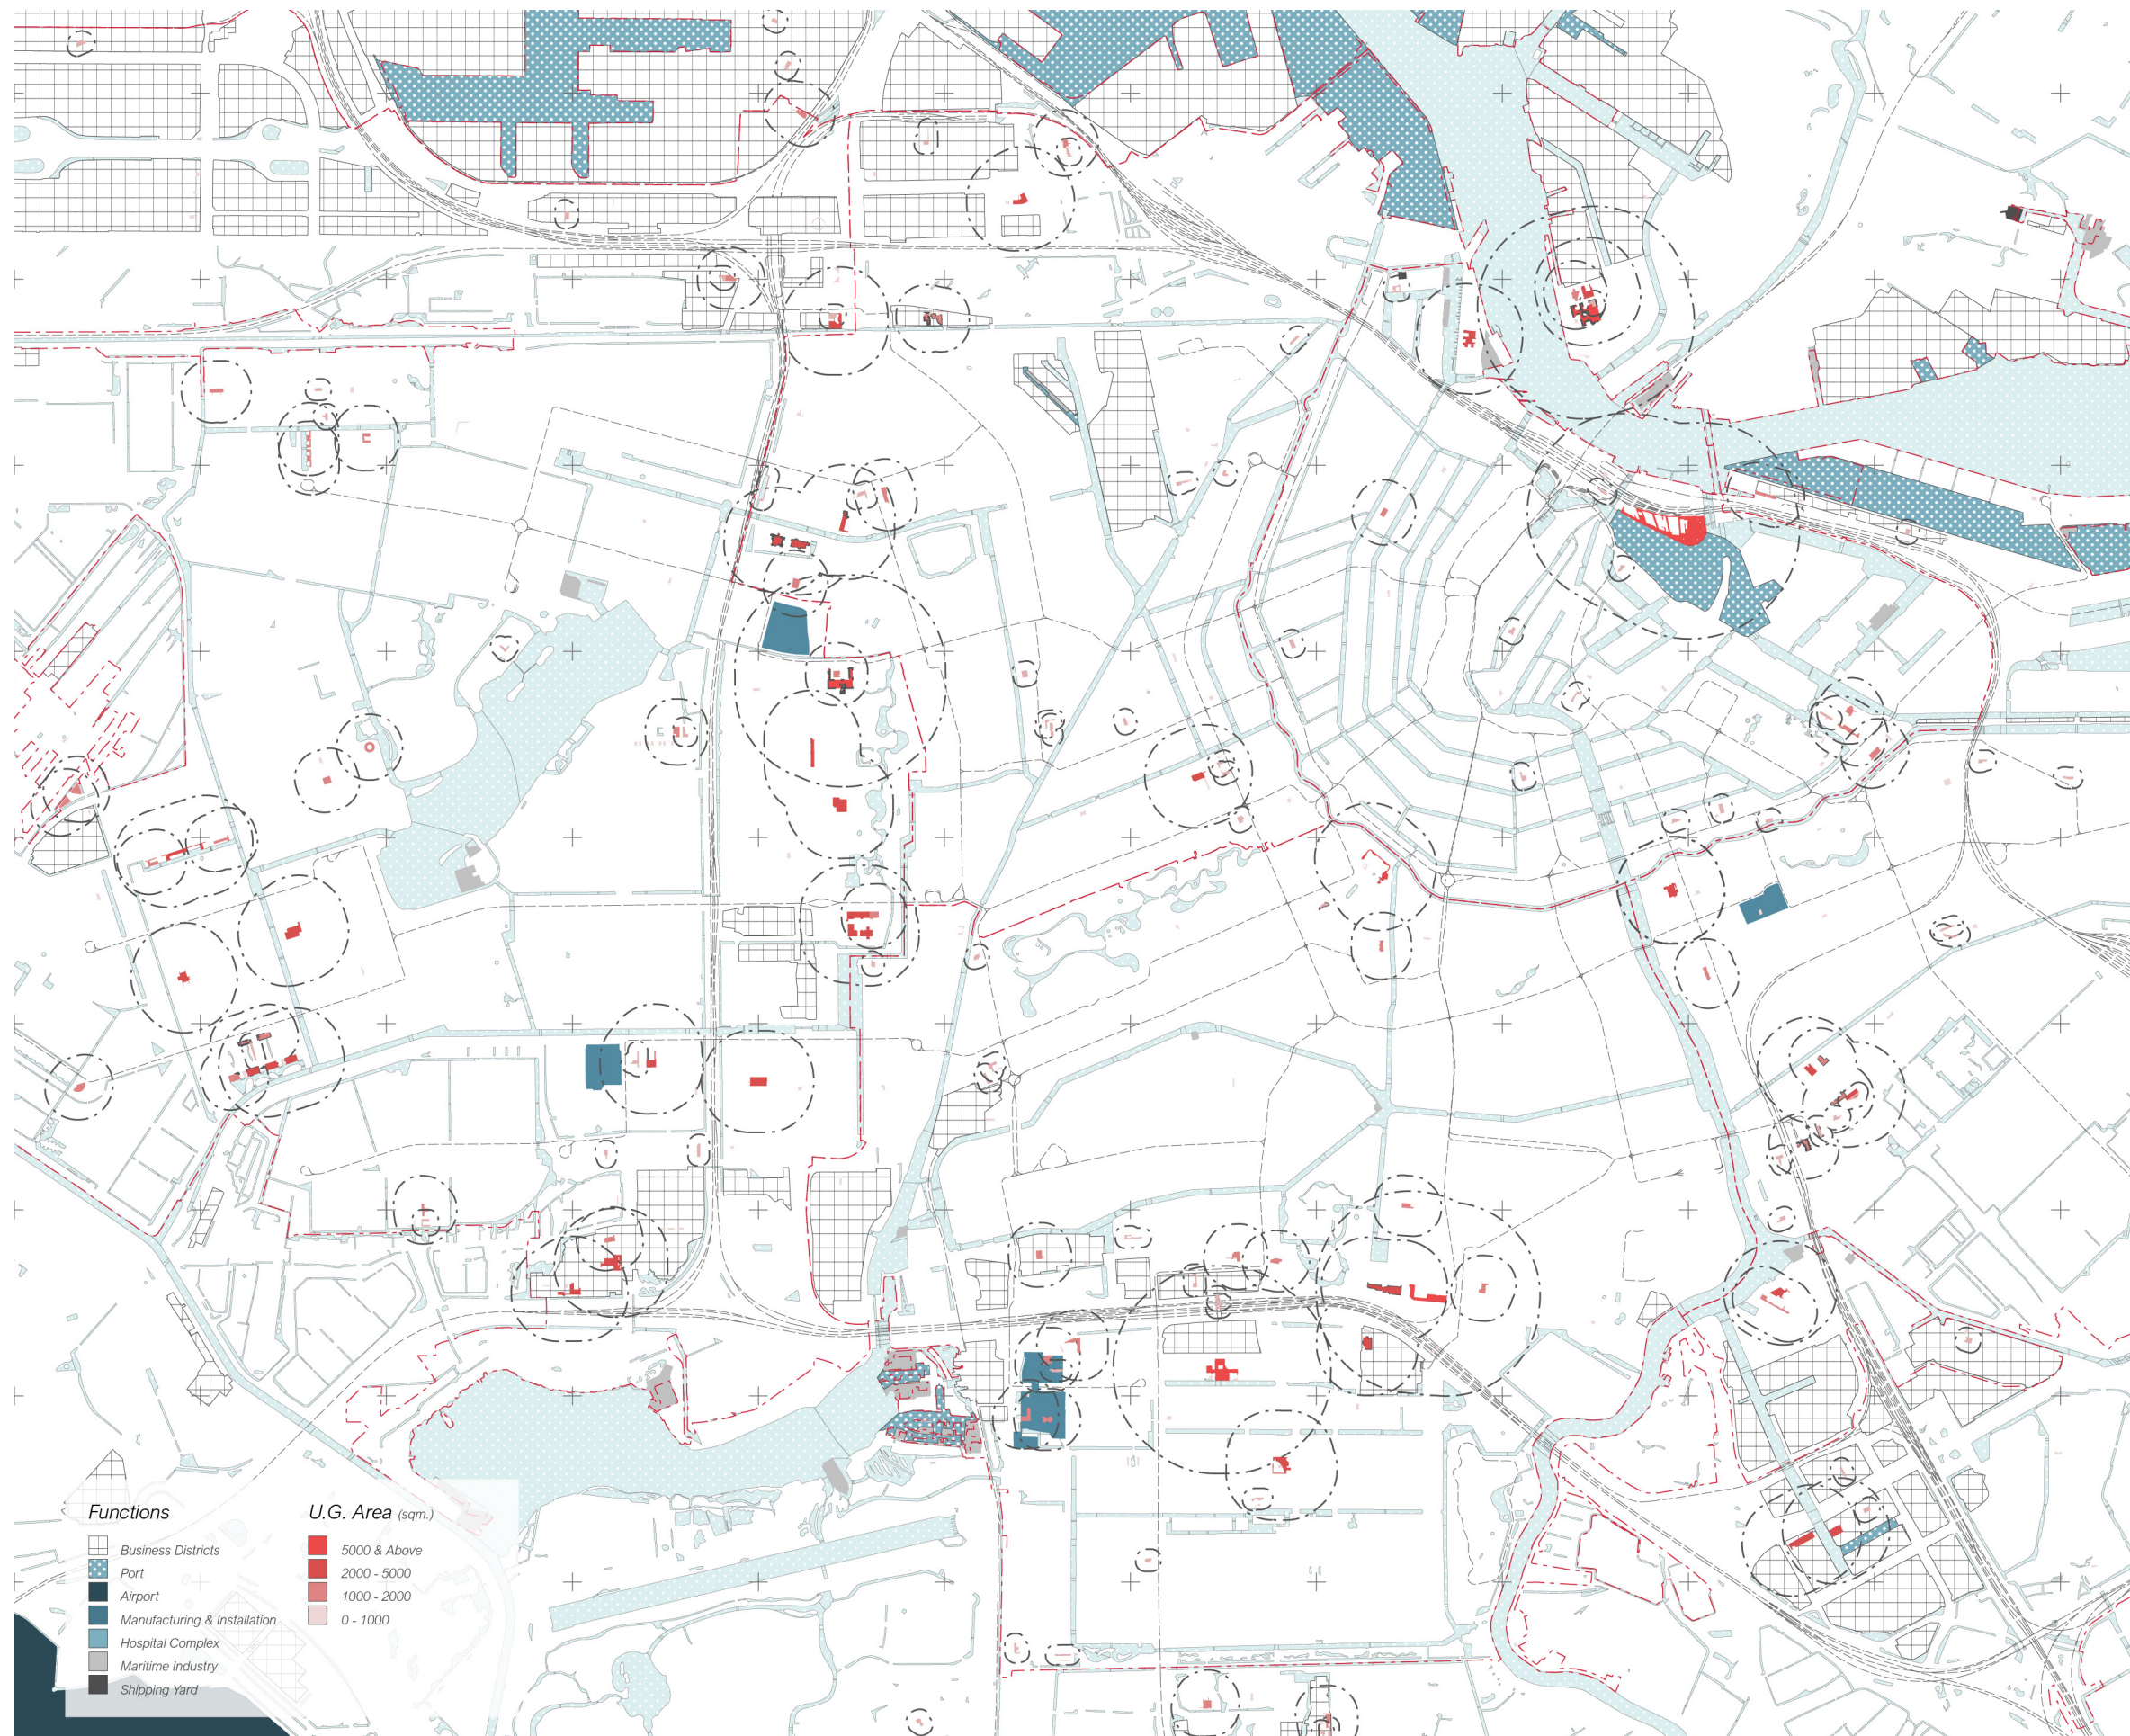 Functions
Business Districts
Port
Airport
Manufacturing & Installation
Hospital Complex
Maritime Industry
Shipping Yard
U.G. Area (sqm.)
5000 & Above
2000 - 5000
1000 - 2000
0 - 1000